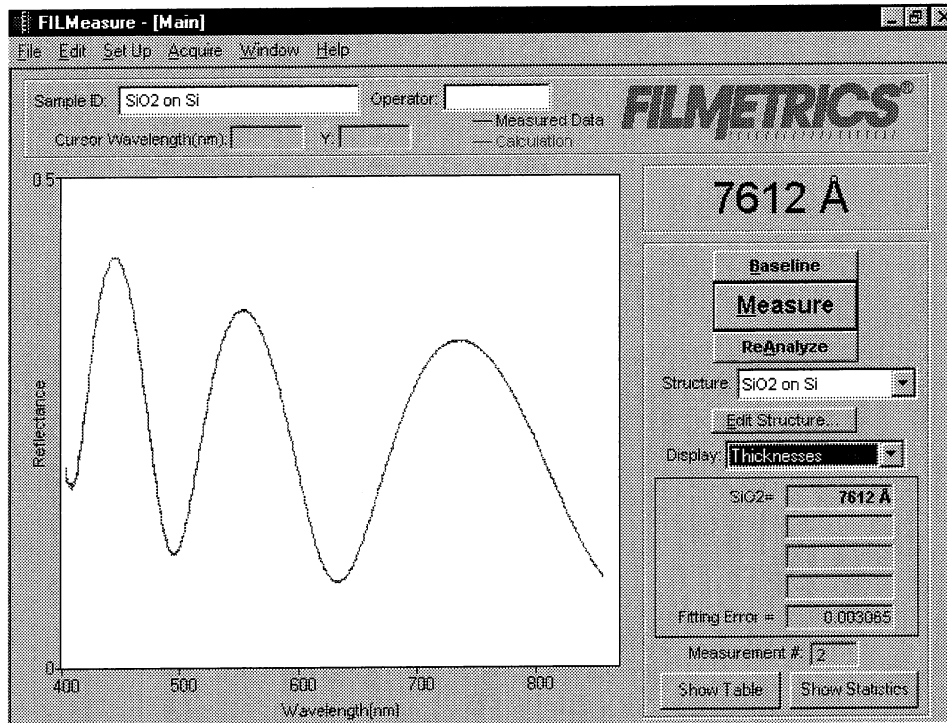 FILMeasure - [Main]
File Edit Set Up Acquire Window Help
Sample ID: SiO2 on Si Operator:
Cursor Wavelength(nm): Y:
Measured Data
Calculation
FILMETRICS®
0.5
Reflectance
0
400 500 600 700 800
Wavelength(nm)
7612 Å
Baseline
Measure
ReAnalyze
Structure: SiO2 on Si
Edit Structure...
Display: Thicknesses
SiO2= 7612 Å
Fitting Error = 0.003065
Measurement #: 2
Show Table Show Statistics